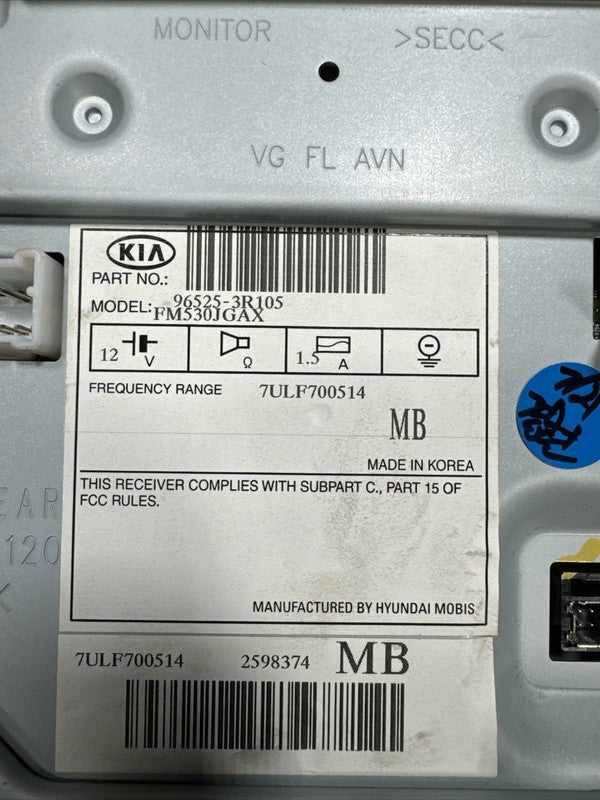 MONITOR >SECC<
VG FL AVN
KIA
PART NO.:
96525-3R105
MODEL: FM530JGAX
12 V Ω 1.5 A
FREQUENCY RANGE 7ULF700514
MB
MADE IN KOREA
THIS RECEIVER COMPLIES WITH SUBPART C., PART 15 OF
FCC RULES.
EAR
120
MANUFACTURED BY HYUNDAI MOBIS
7ULF700514 2598374 MB